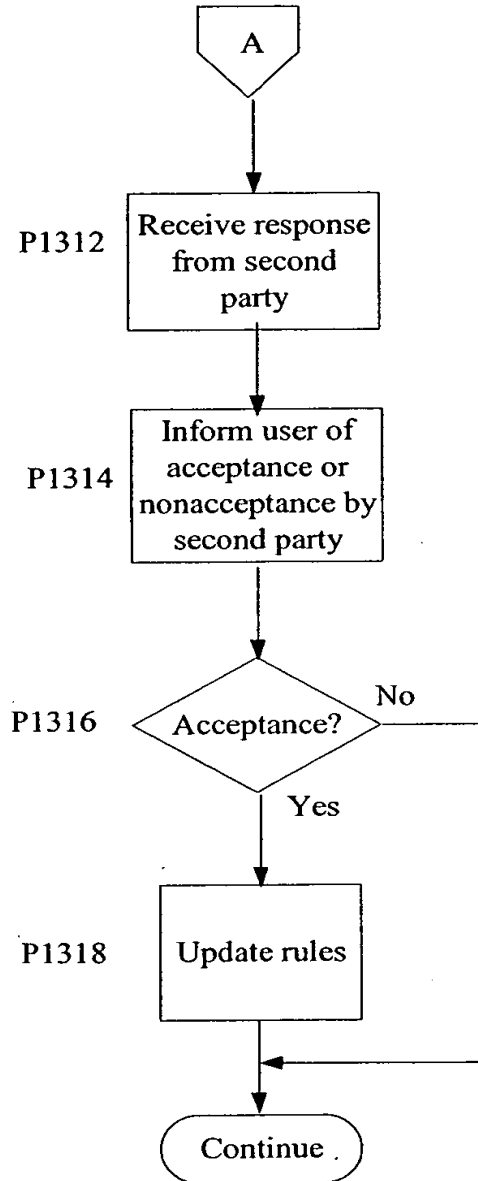 A
P1312
Receive response
from second
party
P1314
Inform user of
acceptance or
nonacceptance by
second party
P1316
Acceptance?
No
Yes
P1318
Update rules
Continue